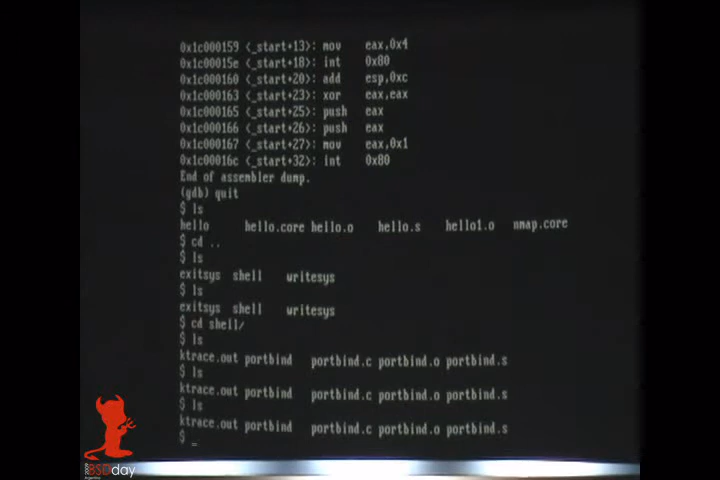 0x1c000159 <_start+13>: mov    eax,0x4
0x1c00015e <_start+18>: int    0x80
0x1c000160 <_start+20>: add    esp,0xc
0x1c000163 <_start+23>: xor    eax,eax
0x1c000165 <_start+25>: push   eax
0x1c000166 <_start+26>: push   eax
0x1c000167 <_start+27>: mov    eax,0x1
0x1c00016c <_start+32>: int    0x80
End of assembler dump.
(gdb) quit
$ ls
hello hello.core hello.o hello.s hello1.o nmap.core
$ cd ..
$ ls
exitsys shell writesys
$ ls
exitsys shell writesys
$ cd shell/
$ ls
ktrace.out portbind portbind.c portbind.o portbind.s
$ ls
ktrace.out portbind portbind.c portbind.o portbind.s
$ ls
ktrace.out portbind portbind.c portbind.o portbind.s
$ _
BSDday